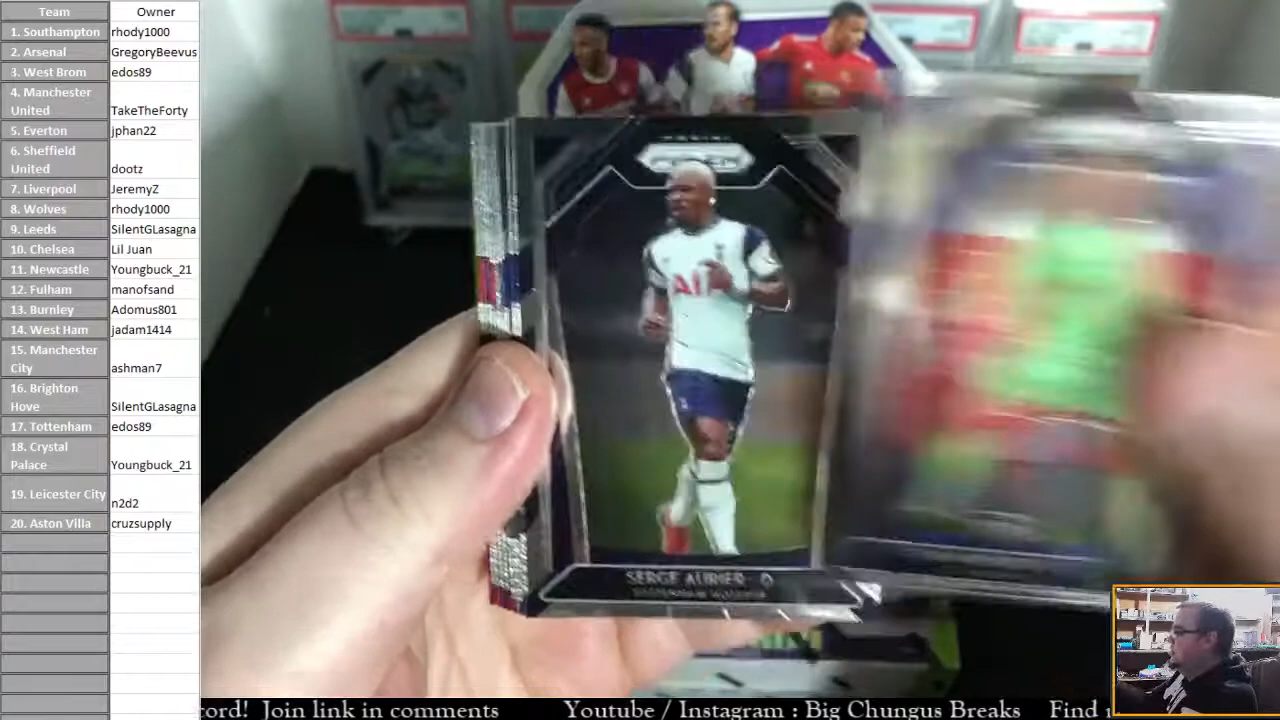 Team Owner
1. Southampton rhody1000
2. Arsenal GregoryBeevus
3. West Brom edos89
4. Manchester
United TakeTheForty
5. Everton jphan22
6. Sheffield
United dootz
7. Liverpool JeremyZ
8. Wolves rhody1000
9. Leeds SilentGLasagna
10. Chelsea Lil Juan
11. Newcastle Youngbuck_21
12. Fulham manofsand
13. Burnley Adomus801
14. West Ham jadam1414
15. Manchester
City ashman7
16. Brighton
Hove SilentGLasagna
17. Tottenham edos89
18. Crystal
Palace Youngbuck_21
19. Leicester City n2d2
20. Aston Villa cruzsupply
AI
SERGE AURIER
TOTTENHAM HOTSPUR
cord! Join link in comments Youtube / Instagram : Big Chungus Breaks Find